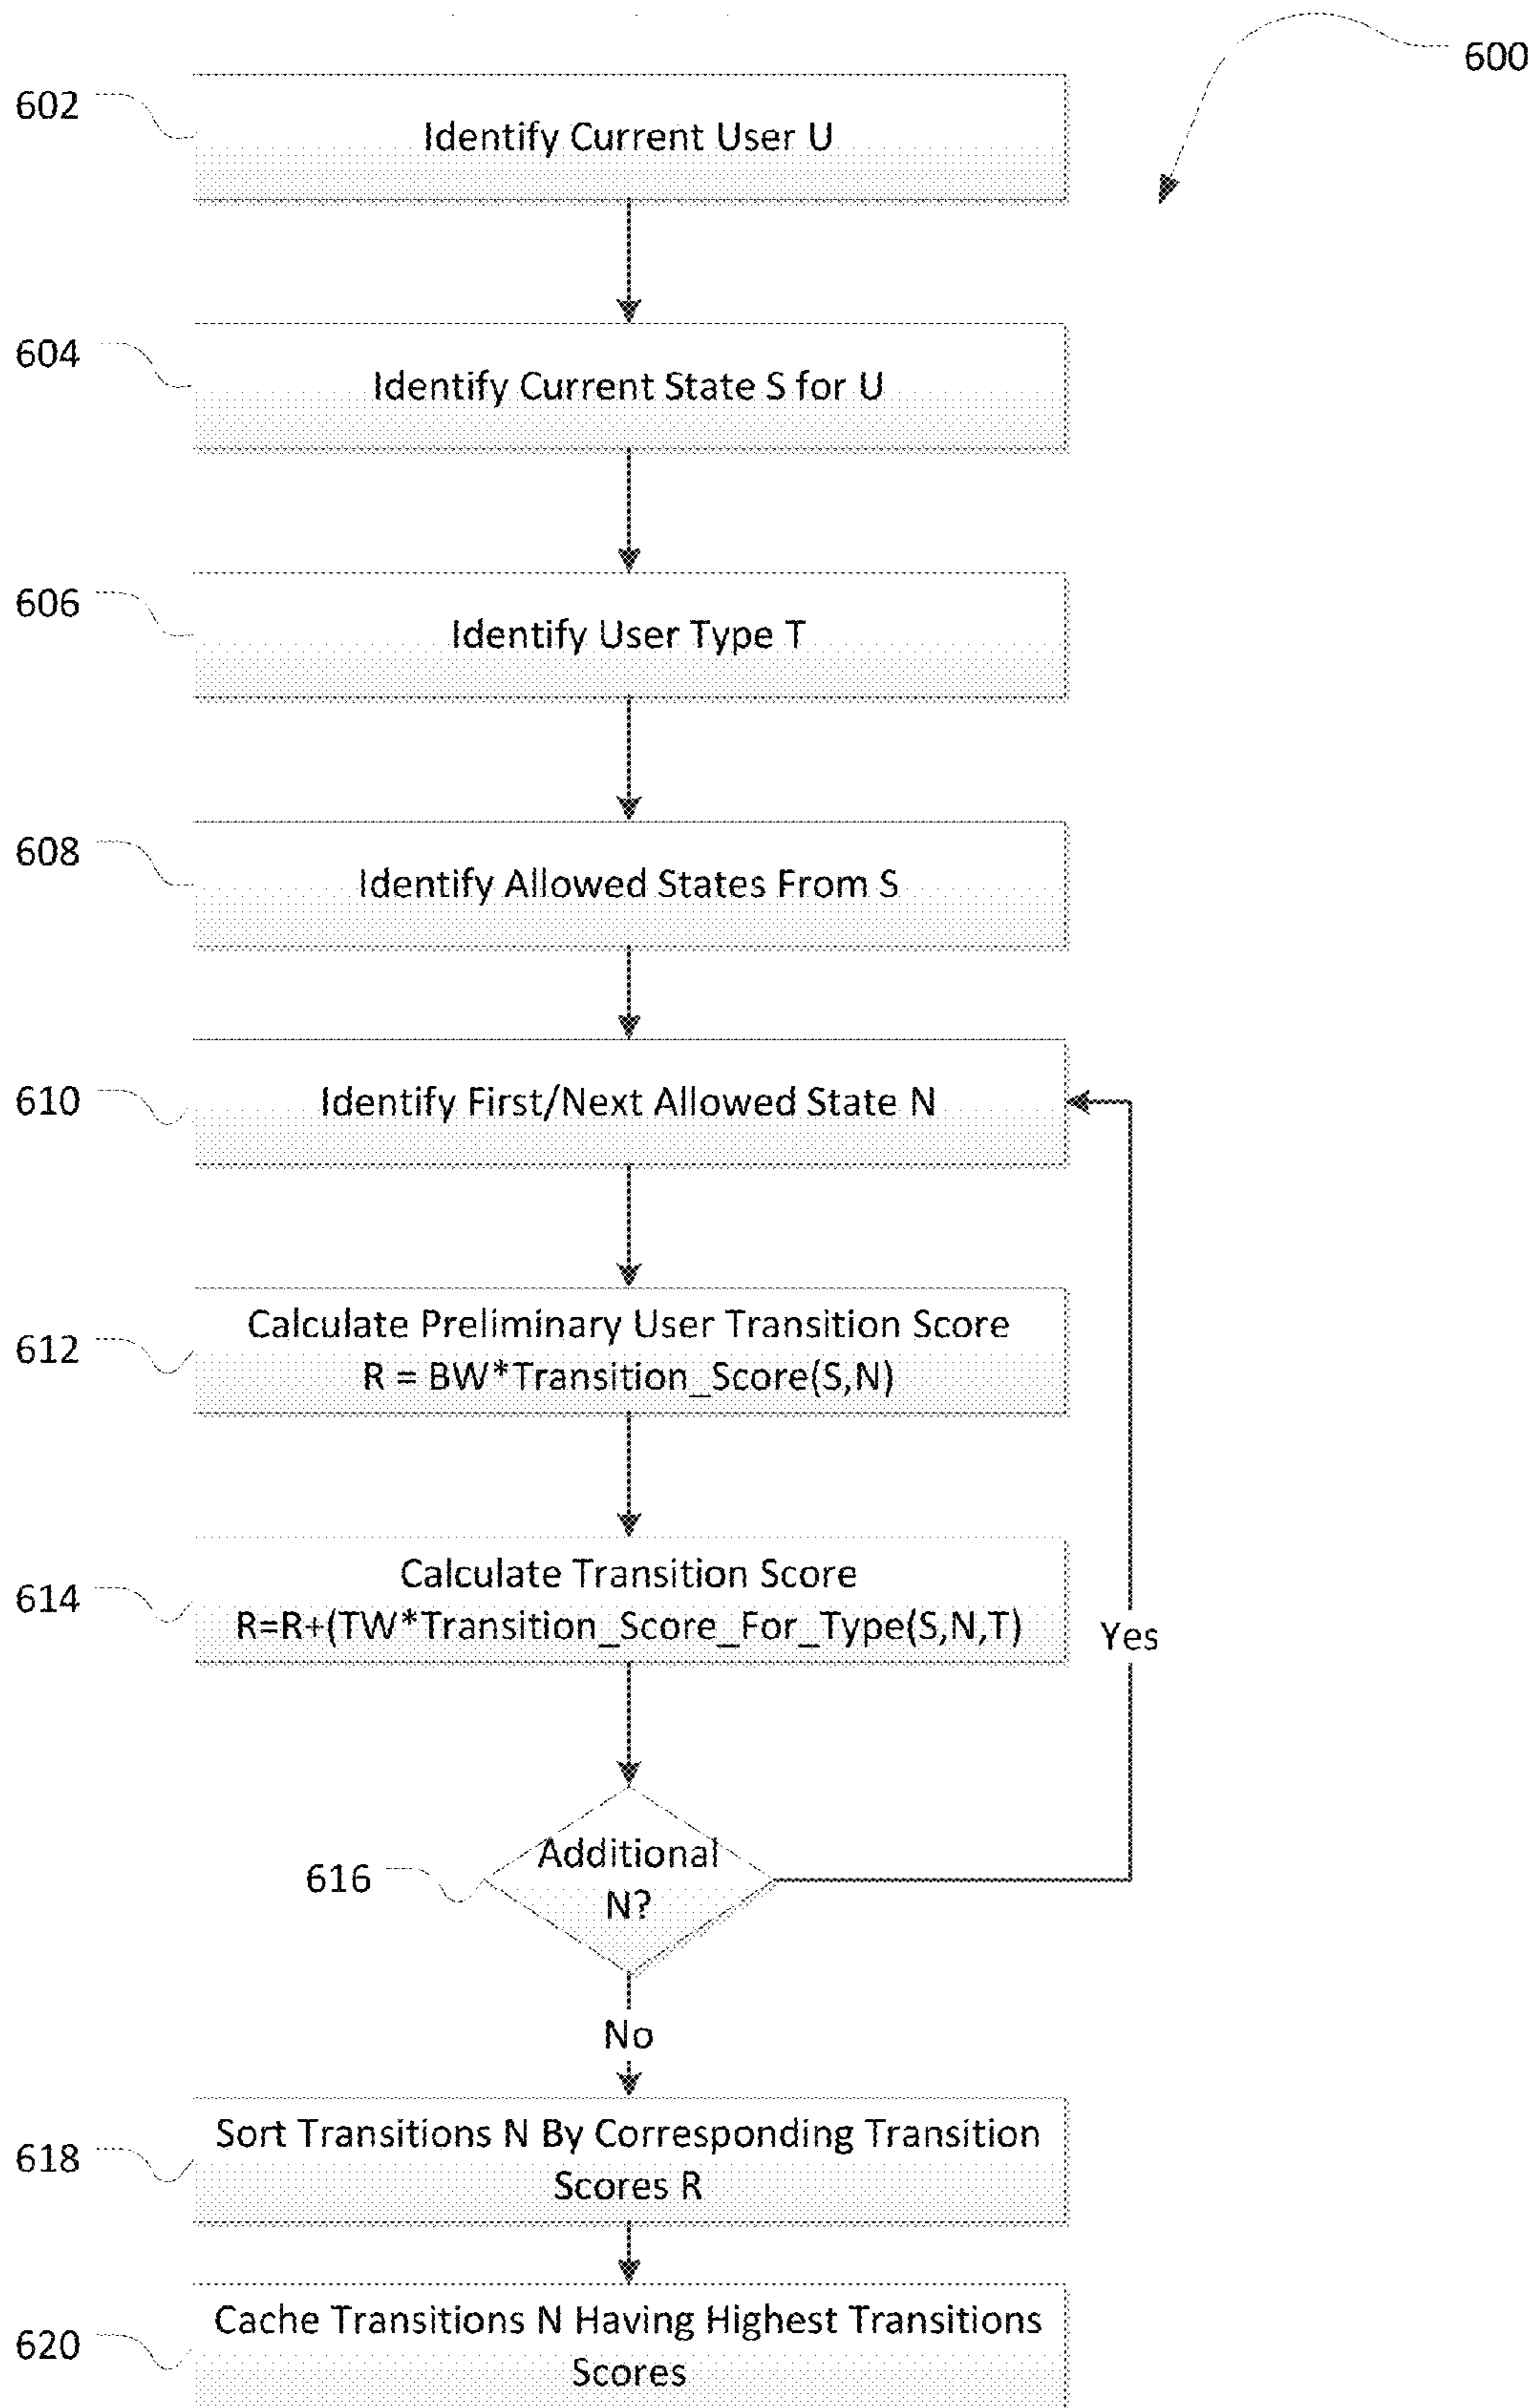 600
602
Identify Current User U
604
Identify Current State S for U
606
Identify User Type T
608
Identify Allowed States From S
610
Identify First/Next Allowed State N
612
Calculate Preliminary User Transition Score
R = BW*Transition_Score(S,N)
614
Calculate Transition Score
R=R+(TW*Transition_Score_For_Type(S,N,T)
Yes
616
Additional
N?
No
618
Sort Transitions N By Corresponding Transition
Scores R
620
Cache Transitions N Having Highest Transitions
Scores